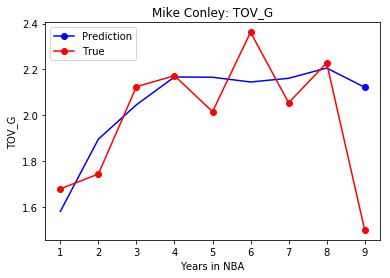 Mike Conley: TOV_G
Prediction
True
2.4
2.2
2.0
1.8
1.6
TOV_G
1 2 3 4 5 6 7 8 9
Years in NBA